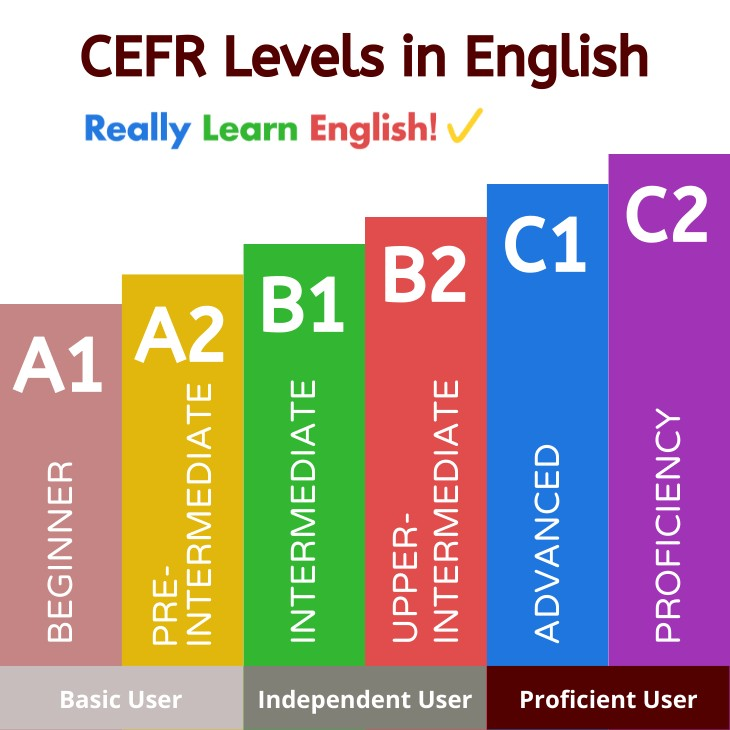 CEFR Levels in English
Really Learn English!
A1
BEGINNER
A2
PRE-
INTERMEDIATE
B1
INTERMEDIATE
B2
UPPER-
INTERMEDIATE
C1
ADVANCED
C2
PROFICIENCY
Basic User
Independent User
Proficient User